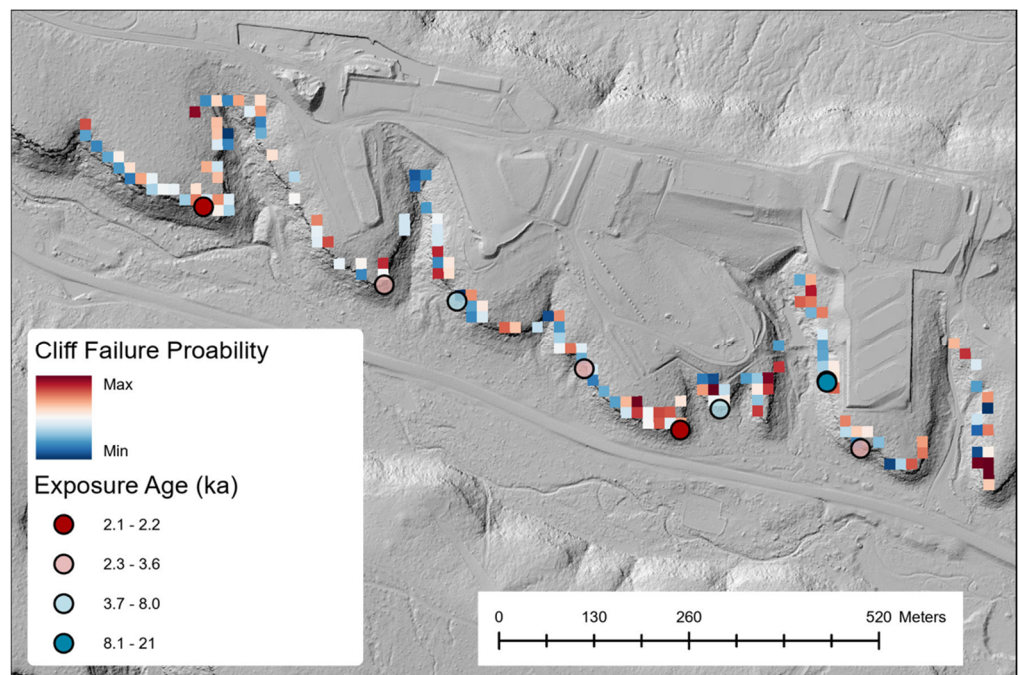 Cliff Failure Proability
Max
Min
Exposure Age (ka)
2.1 - 2.2
2.3 - 3.6
3.7 - 8.0
8.1 - 21
0 130 260 520 Meters